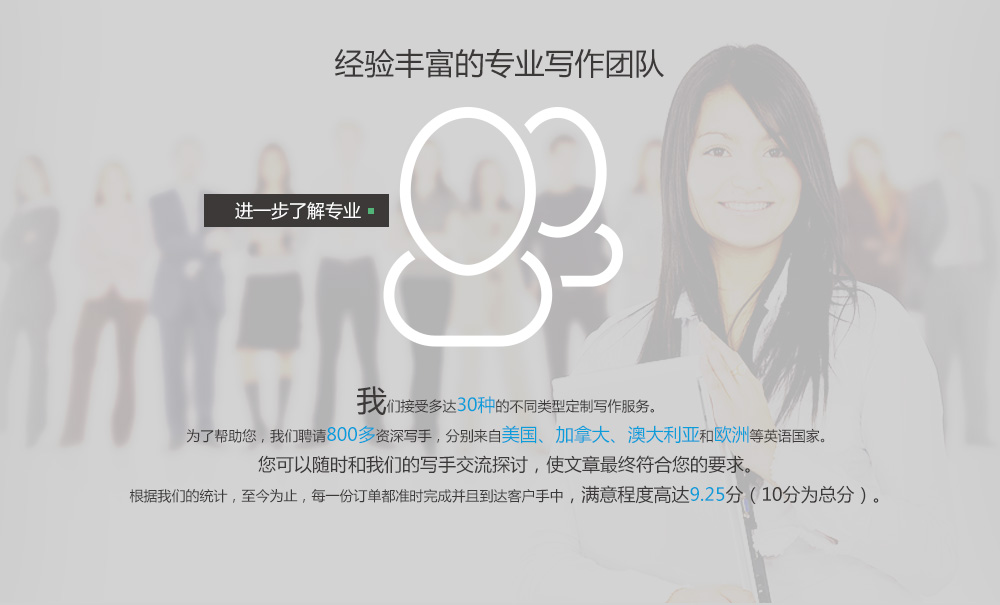 经验丰富的专业写作团队
进一步了解专业
我们接受多达30种的不同类型定制写作服务。
为了帮助您，我们聘请800多资深写手，分别来自美国、加拿大、澳大利亚和欧洲等英语国家。
您可以随时和我们的写手交流探讨，使文章最终符合您的要求。
根据我们的统计，至今为止，每一份订单都准时完成并且到达客户手中，满意程度高达9.25分（10分为总分）。